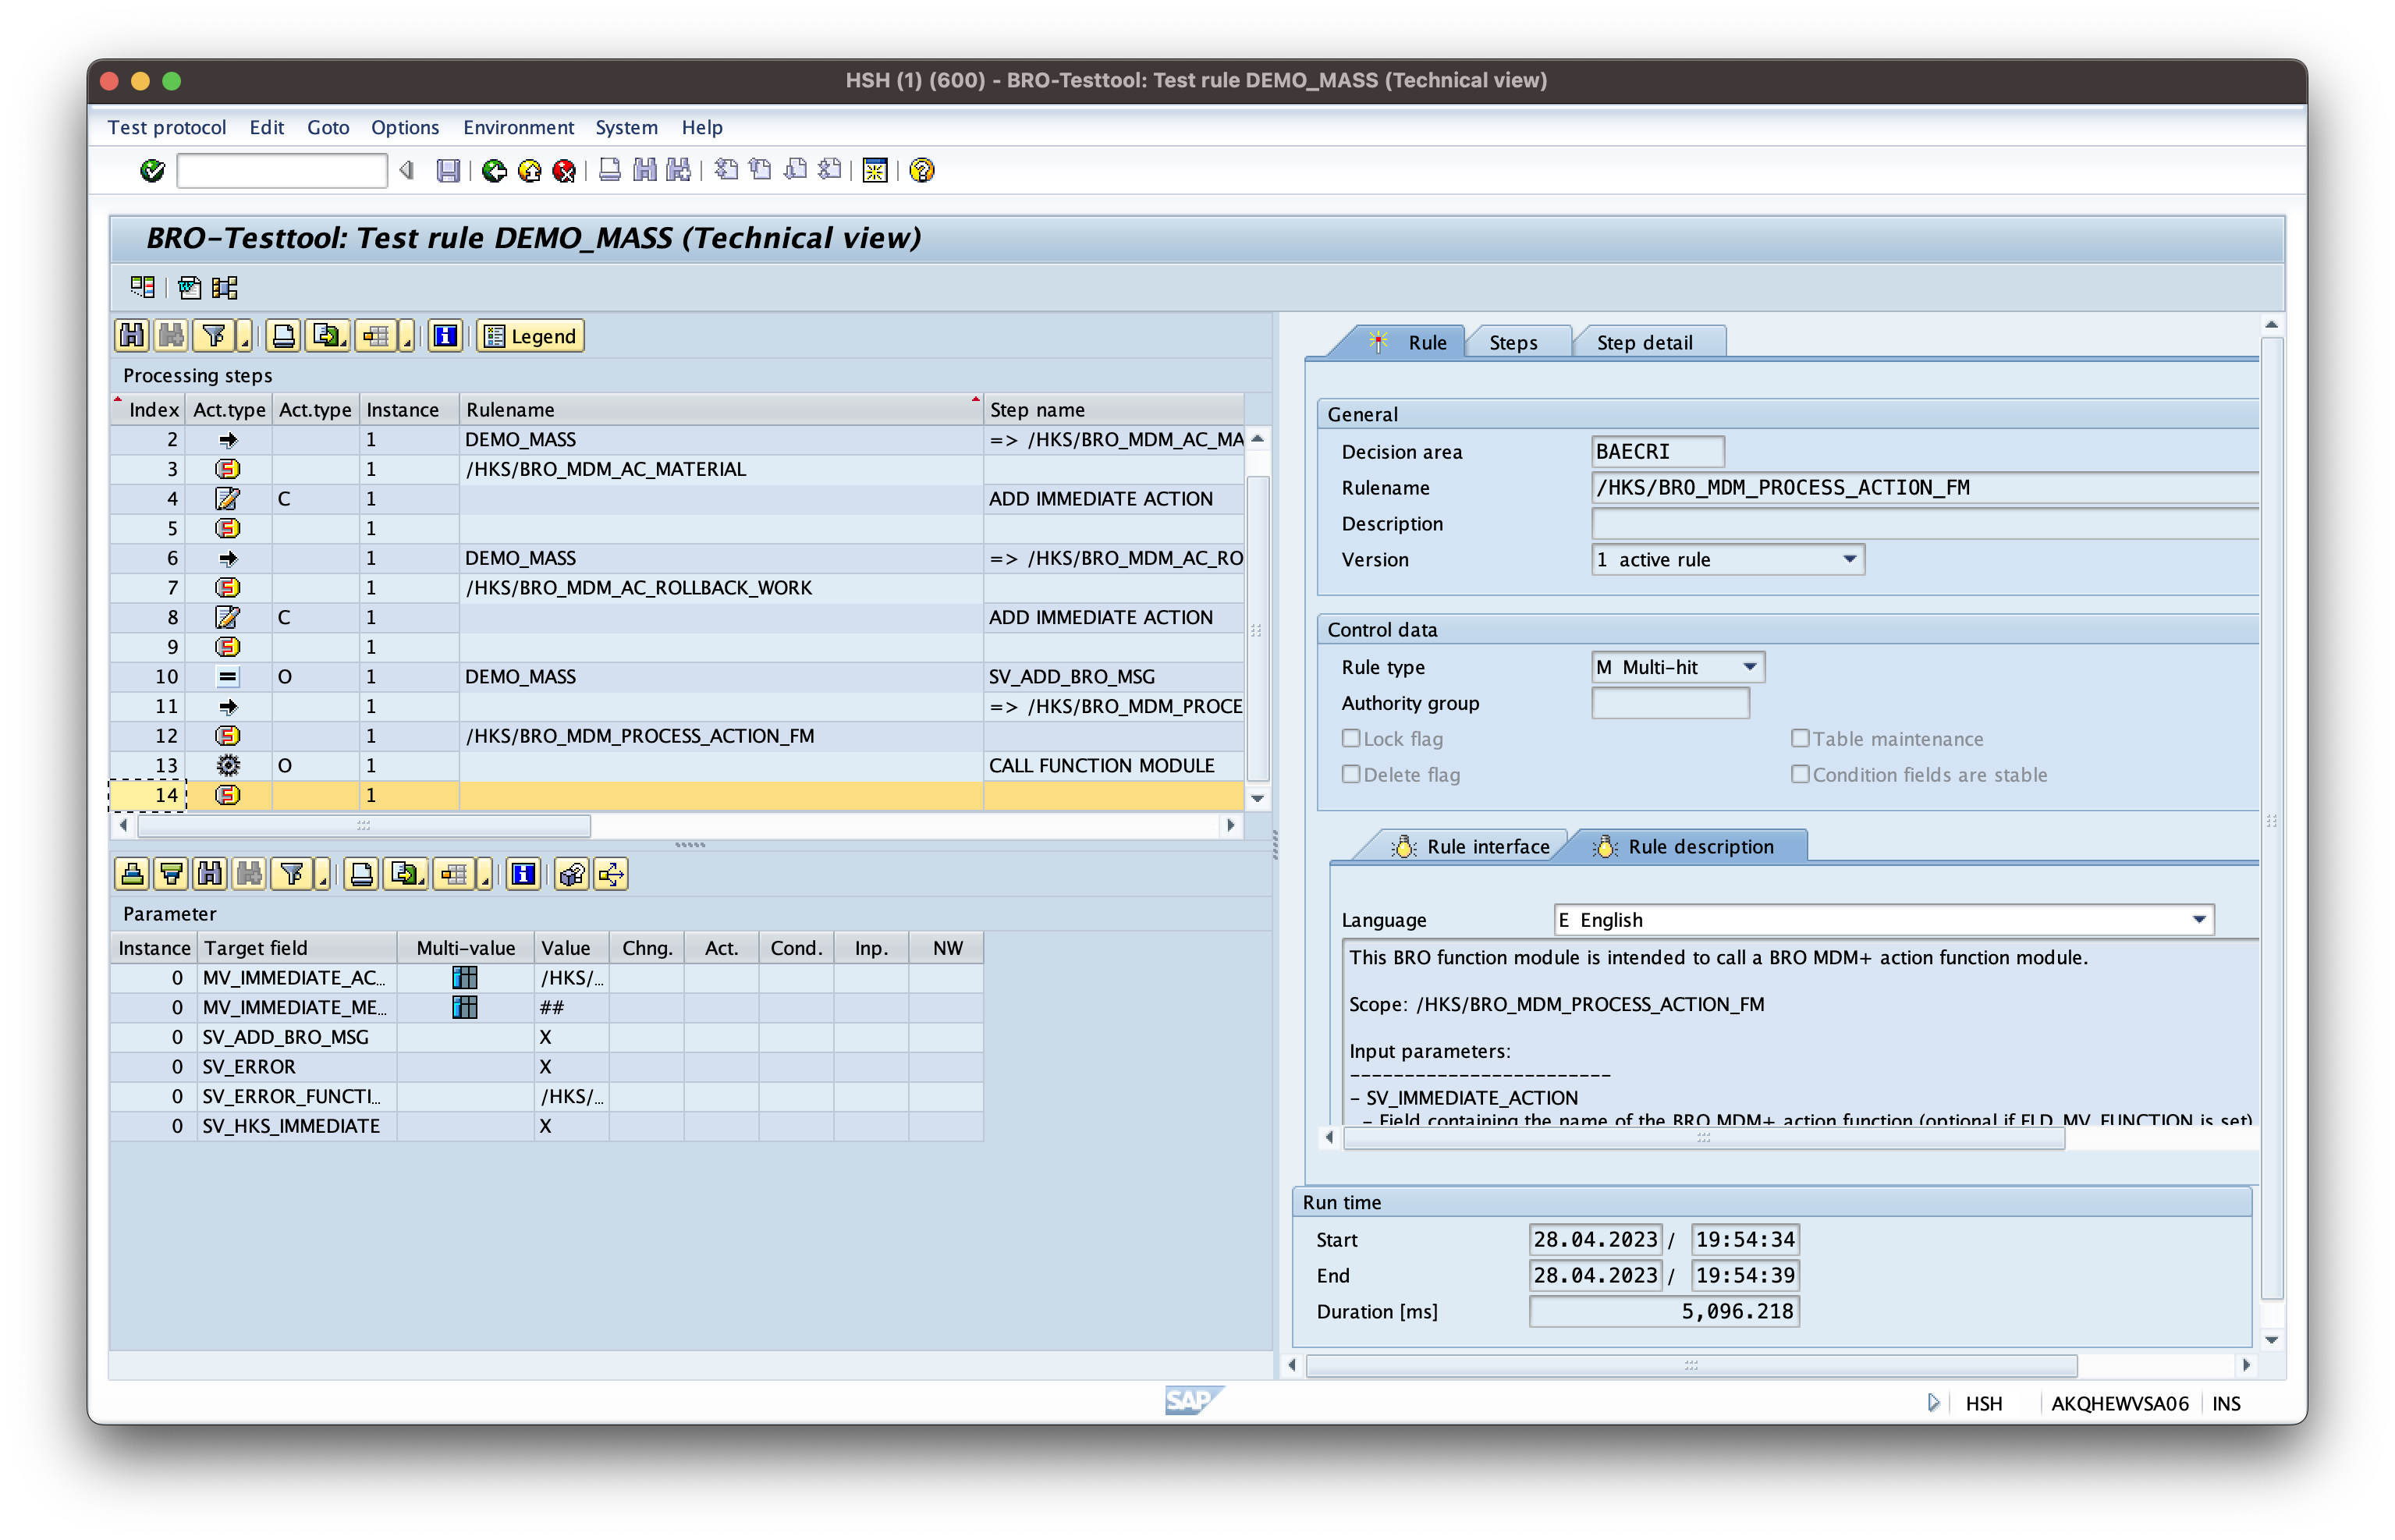 HSH (1) (600) - BRO-Testtool: Test rule DEMO_MASS (Technical view)
Test protocol Edit Goto Options Environment System Help
BRO-Testtool: Test rule DEMO_MASS (Technical view)
Legend
Processing steps
Index Act.type Act.type Instance Rulename Step name
2 1 DEMO_MASS => /HKS/BRO_MDM_AC_MA
3 1 /HKS/BRO_MDM_AC_MATERIAL
4 C 1 ADD IMMEDIATE ACTION
5 1
6 1 DEMO_MASS => /HKS/BRO_MDM_AC_RO
7 1 /HKS/BRO_MDM_AC_ROLLBACK_WORK
8 C 1 ADD IMMEDIATE ACTION
9 1
10 O 1 DEMO_MASS SV_ADD_BRO_MSG
11 1 => /HKS/BRO_MDM_PROCE
12 1 /HKS/BRO_MDM_PROCESS_ACTION_FM
13 O 1 CALL FUNCTION MODULE
14 1
Parameter
Instance Target field Multi-value Value Chng. Act. Cond. Inp. NW
0 MV_IMMEDIATE_AC... /HKS/...
0 MV_IMMEDIATE_ME... ##
0 SV_ADD_BRO_MSG X
0 SV_ERROR X
0 SV_ERROR_FUNCTI... /HKS/...
0 SV_HKS_IMMEDIATE X
Rule Steps Step detail
General
Decision area BAECRI
Rulename /HKS/BRO_MDM_PROCESS_ACTION_FM
Description
Version 1 active rule
Control data
Rule type M Multi-hit
Authority group
Lock flag Table maintenance
Delete flag Condition fields are stable
Rule interface Rule description
Language E English
This BRO function module is intended to call a BRO MDM+ action function module.
Scope: /HKS/BRO_MDM_PROCESS_ACTION_FM
Input parameters:
------------------------
- SV_IMMEDIATE_ACTION
- Field containing the name of the BRO MDM+ action function (optional if FLD_MV_FUNCTION is set)
Run time
Start 28.04.2023 / 19:54:34
End 28.04.2023 / 19:54:39
Duration [ms] 5,096.218
SAP
HSH AKQHEWVSA06 INS